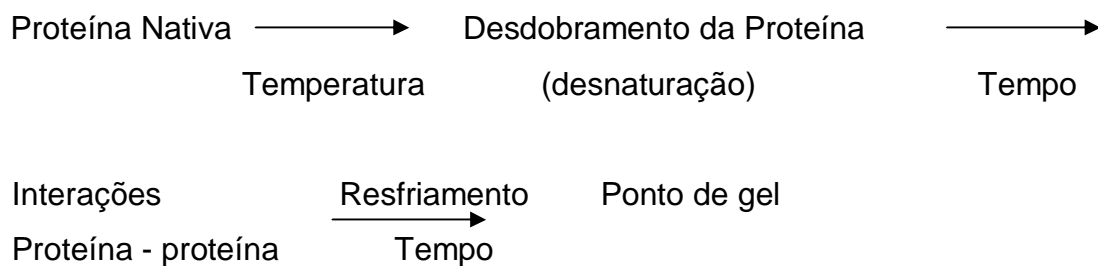 Proteína Nativa Desdobramento da Proteína
Temperatura (desnaturação) Tempo
Interações Resfriamento Ponto de gel
Proteína - proteína Tempo